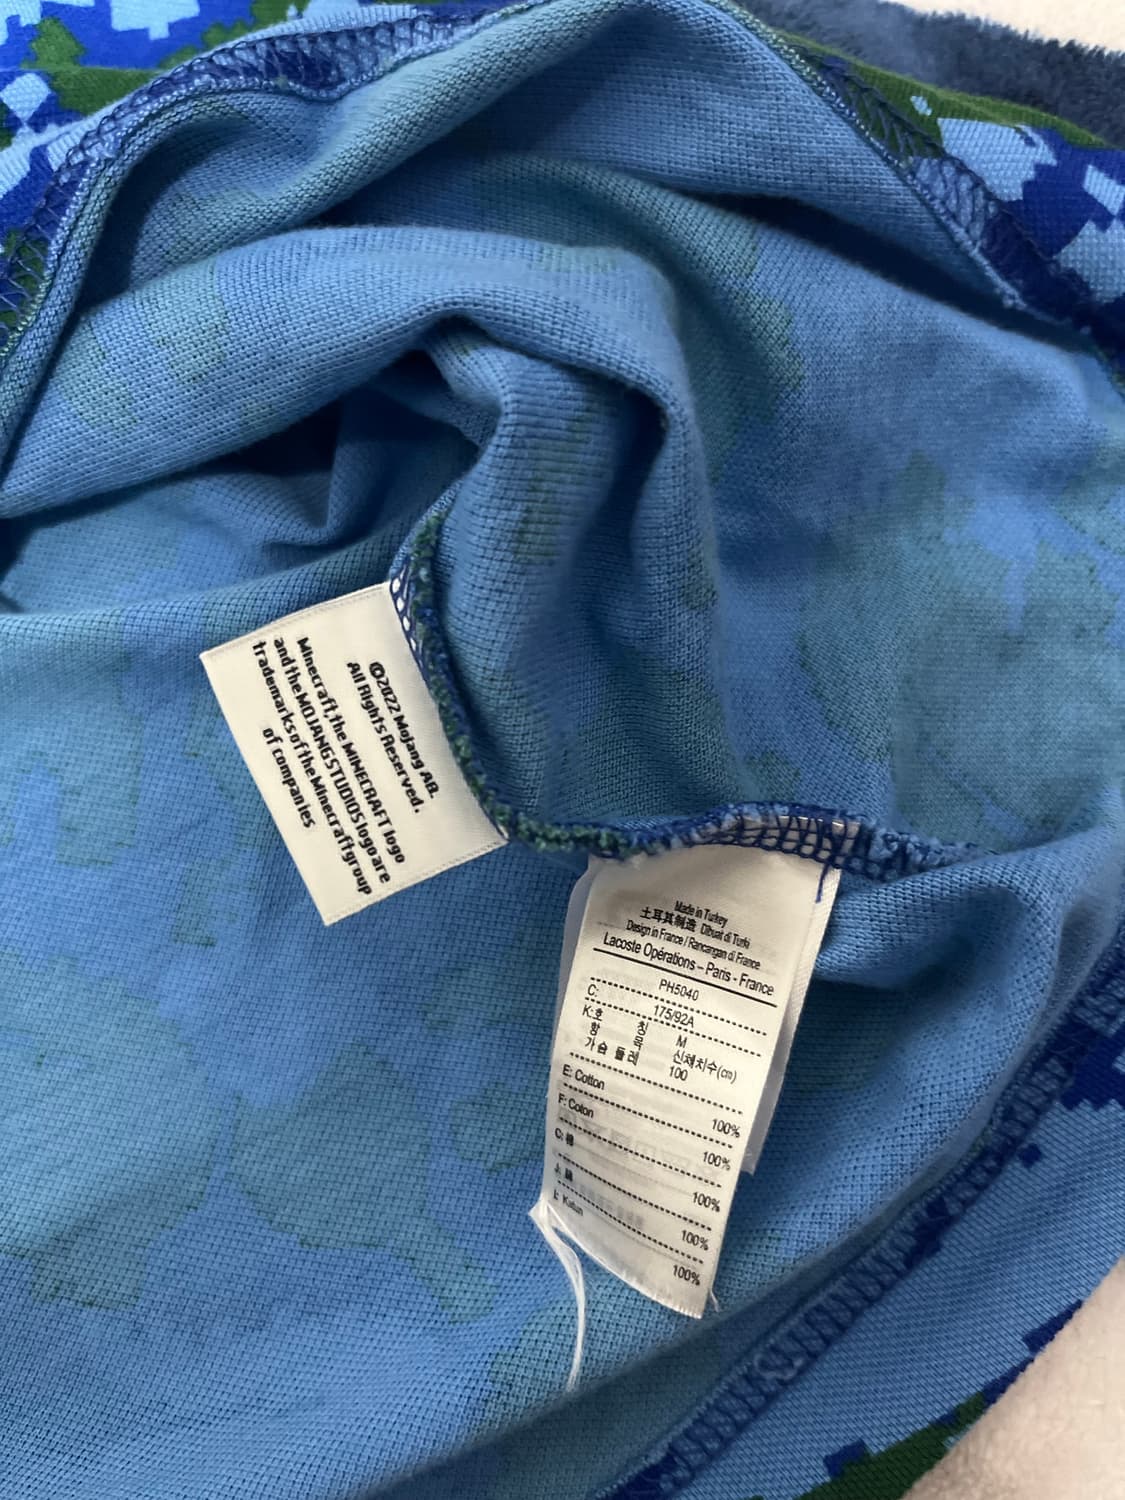 ©2022 Mojang AB.
All Rights Reserved.
Minecraft, the MINECRAFT logo
and the MOJANG STUDIOS logo are
trademarks of the Minecraft group
of companies
Made in Turkey
土耳其制造 Dibuat di Turki
Design in France / Rancangan di France
Lacoste Opérations – Paris - France
PH5040
C: 175/92A
K:호 칭 M
항 목 신체치수(cm)
가슴 둘레 100
E: Cotton 100%
F: Coton 100%
C: 棉 100%
J: 綿 100%
I: Katun 100%